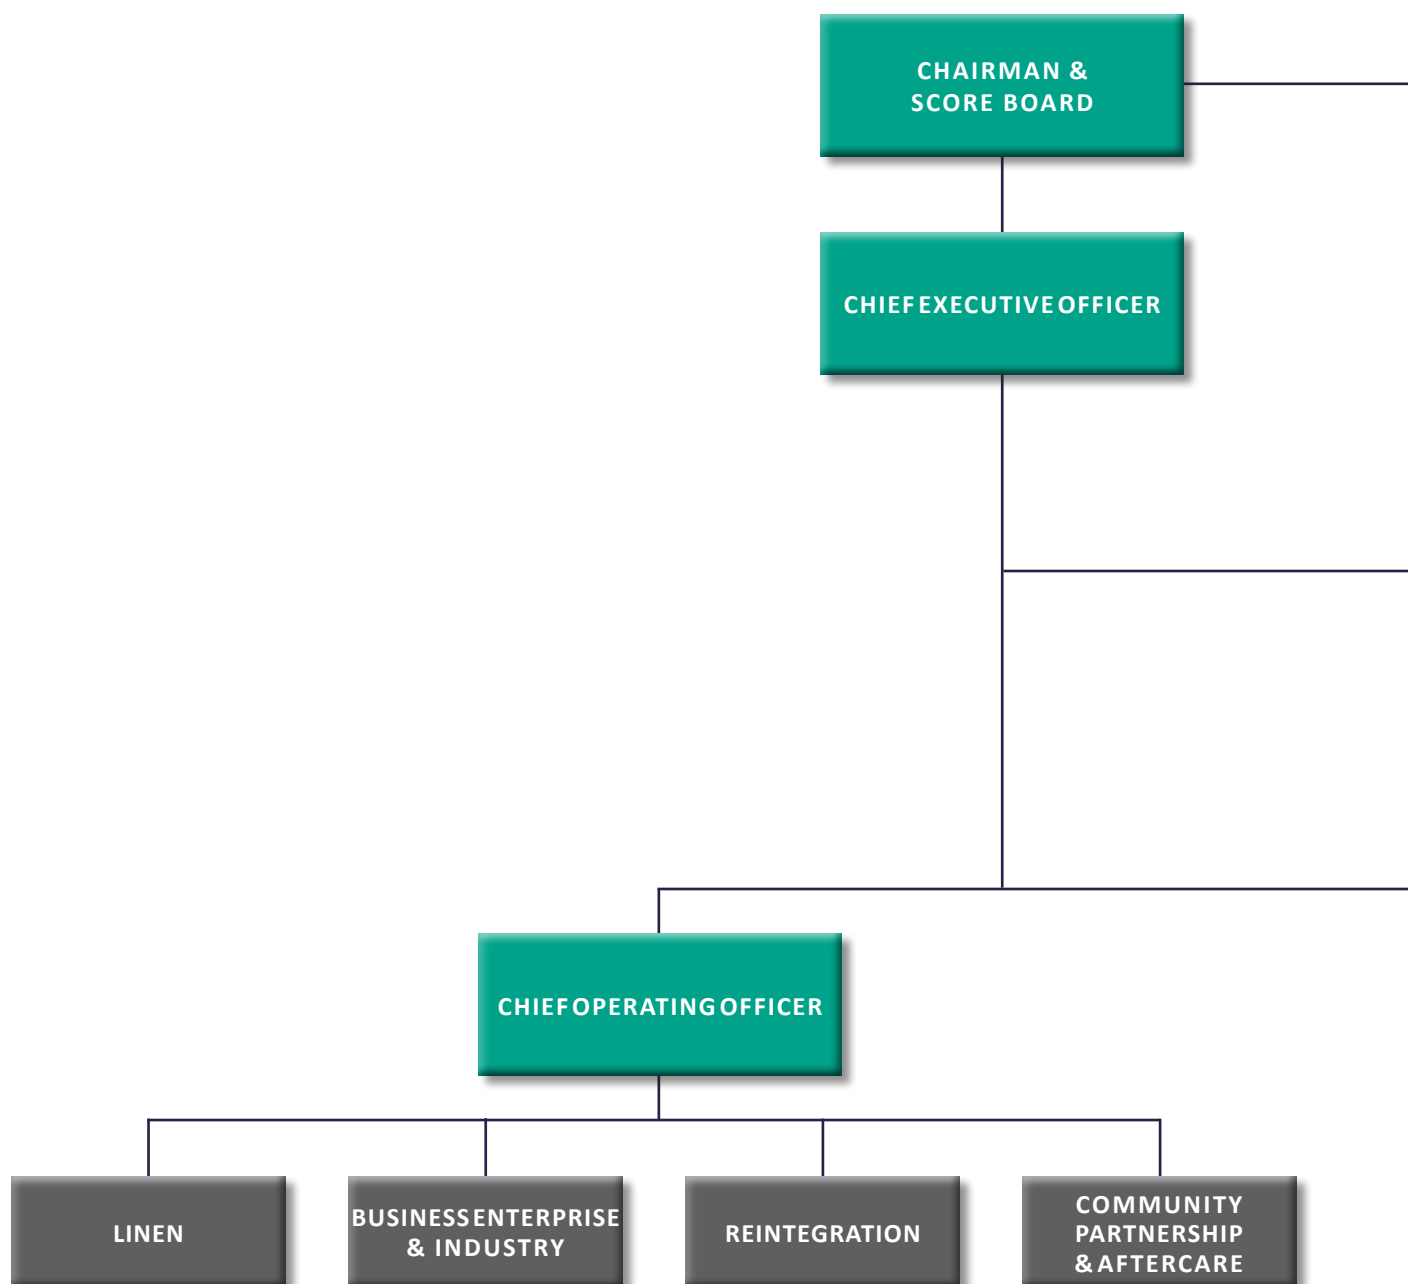 CHAIRMAN &
SCORE BOARD
CHIEF EXECUTIVE OFFICER
CHIEF OPERATING OFFICER
LINEN
BUSINESS ENTERPRISE
& INDUSTRY
REINTEGRATION
COMMUNITY
PARTNERSHIP
& AFTERCARE